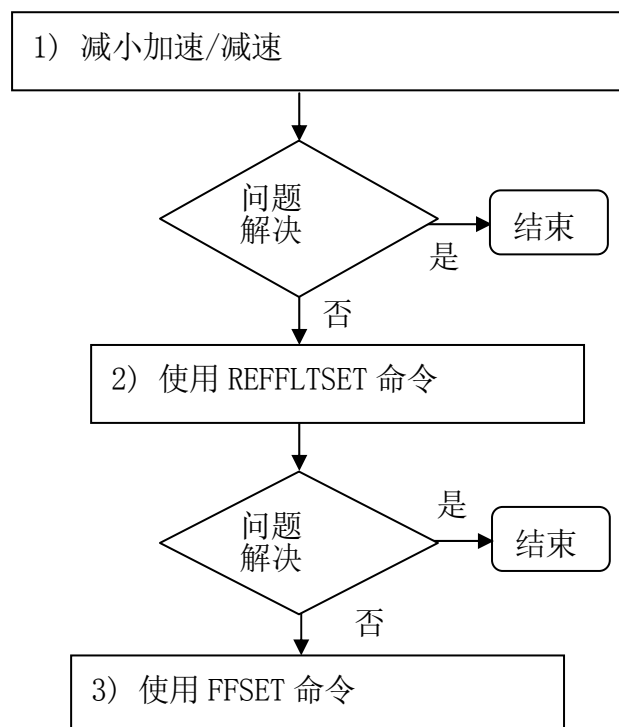 1) 减小加速/减速
问题
解决
结束
是
否
2) 使用 REFFLTSET 命令
问题
解决
是
结束
否
3) 使用 FFSET 命令